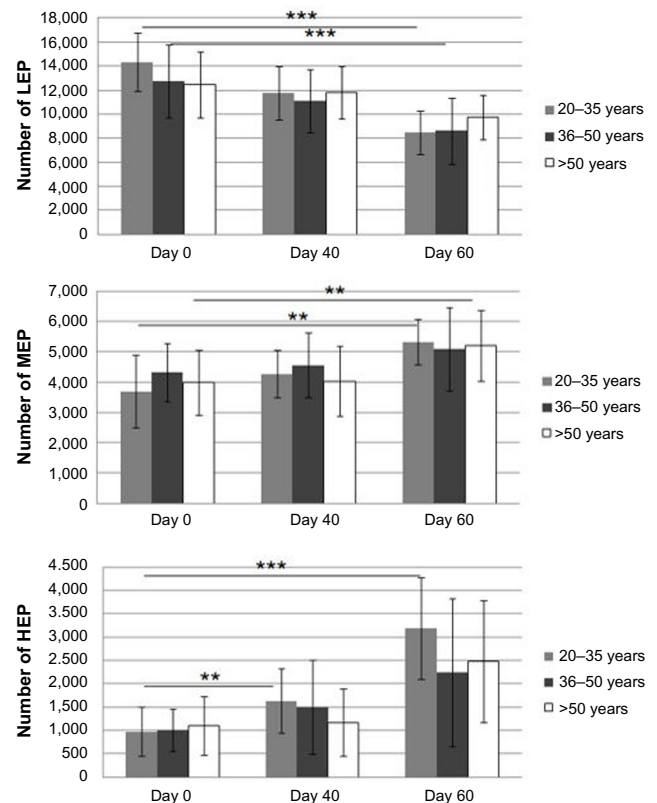 18,000
16,000
14,000
12,000
10,000
8,000
6,000
4,000
2,000
0
Number of LEP
***
***
Day 0 Day 40 Day 60
20–35 years
36–50 years
>50 years
7,000
6,000
5,000
4,000
3,000
2,000
1,000
0
Number of MEP
**
**
Day 0 Day 40 Day 60
20–35 years
36–50 years
>50 years
4.500
4,000
3,500
3,000
2.500
2,000
1,500
1,000
500
0
Number of HEP
***
**
Day 0 Day 40 Day 60
20–35 years
36–50 years
>50 years